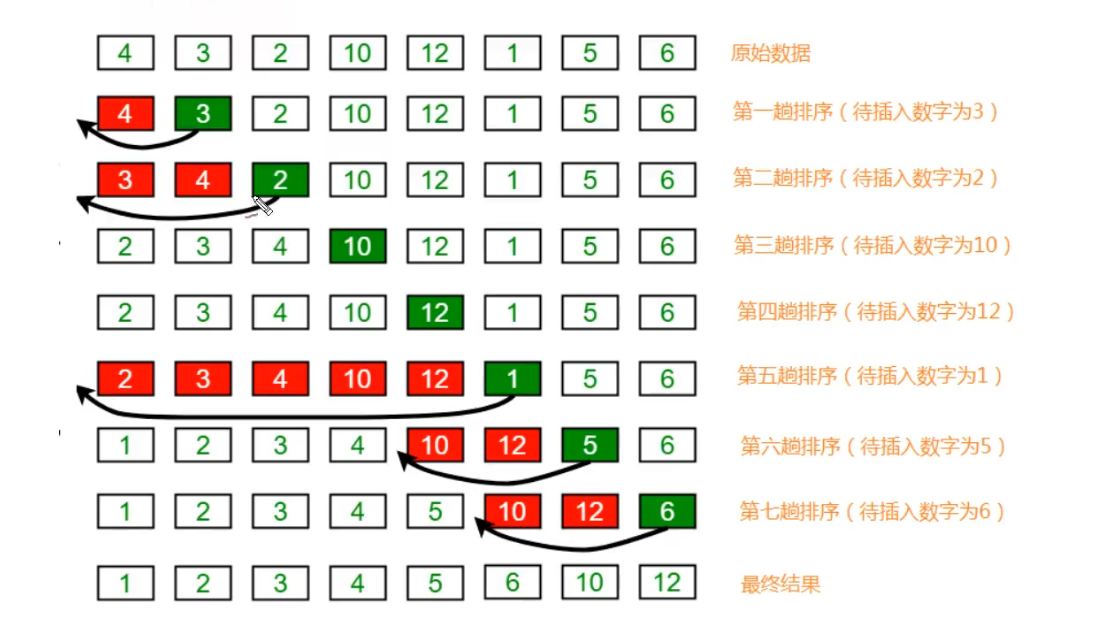 4 3 2 10 12 1 5 6 原始数据
4 3 2 10 12 1 5 6 第一趟排序（待插入数字为3）
3 4 2 10 12 1 5 6 第二趟排序（待插入数字为2）
2 3 4 10 12 1 5 6 第三趟排序（待插入数字为10）
2 3 4 10 12 1 5 6 第四趟排序（待插入数字为12）
2 3 4 10 12 1 5 6 第五趟排序（待插入数字为1）
1 2 3 4 10 12 5 6 第六趟排序（待插入数字为5）
1 2 3 4 5 10 12 6 第七趟排序（待插入数字为6）
1 2 3 4 5 6 10 12 最终结果